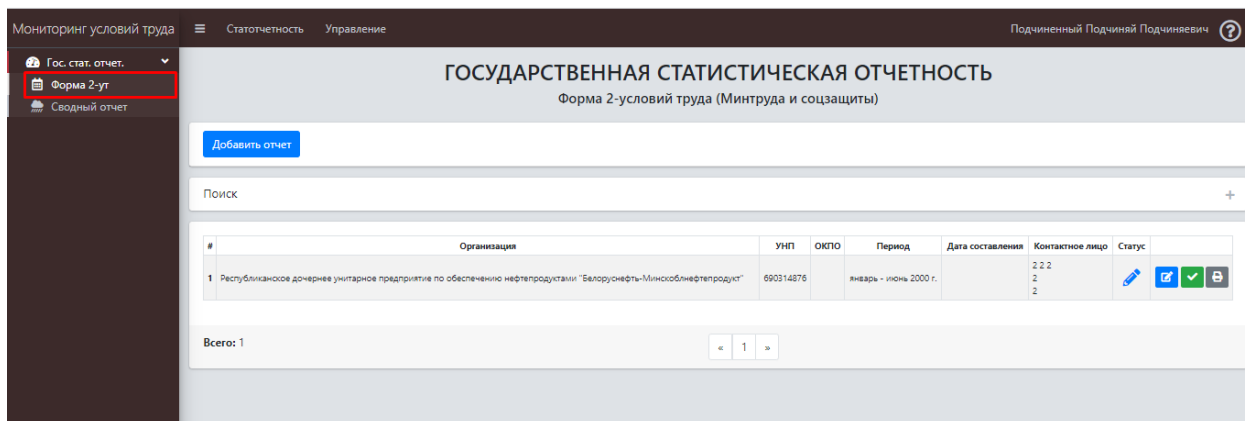 Мониторинг условий труда
Статотчетность Управление
Подчиненный Подчиняй Подчиняевич
Гос. стат. отчет.
Форма 2-ут
Сводный отчет
ГОСУДАРСТВЕННАЯ СТАТИСТИЧЕСКАЯ ОТЧЕТНОСТЬ
Форма 2-условий труда (Минтруда и соцзащиты)
Добавить отчет
Поиск +
# Организация УНП ОКПО Период Дата составления Контактное лицо Статус
1 Республиканское дочернее унитарное предприятие по обеспечению нефтепродуктами "Белоруснефть-Минскоблнефтепродукт" 690314876 январь - июнь 2000 г. 2 2 2
2
2
Всего: 1
« 1 »